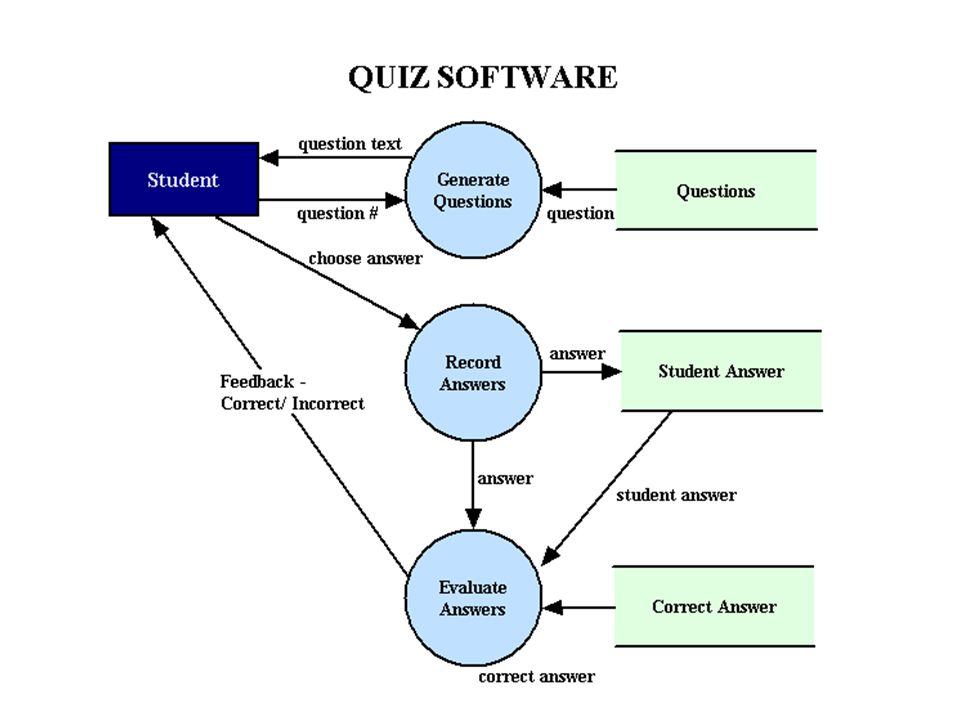 QUIZ SOFTWARE
question text
Student
Generate
Questions
Questions
question #
question
choose answer
Record
Answers
answer
Student Answer
Feedback -
Correct/ Incorrect
answer
student answer
Evaluate
Answers
Correct Answer
correct answer